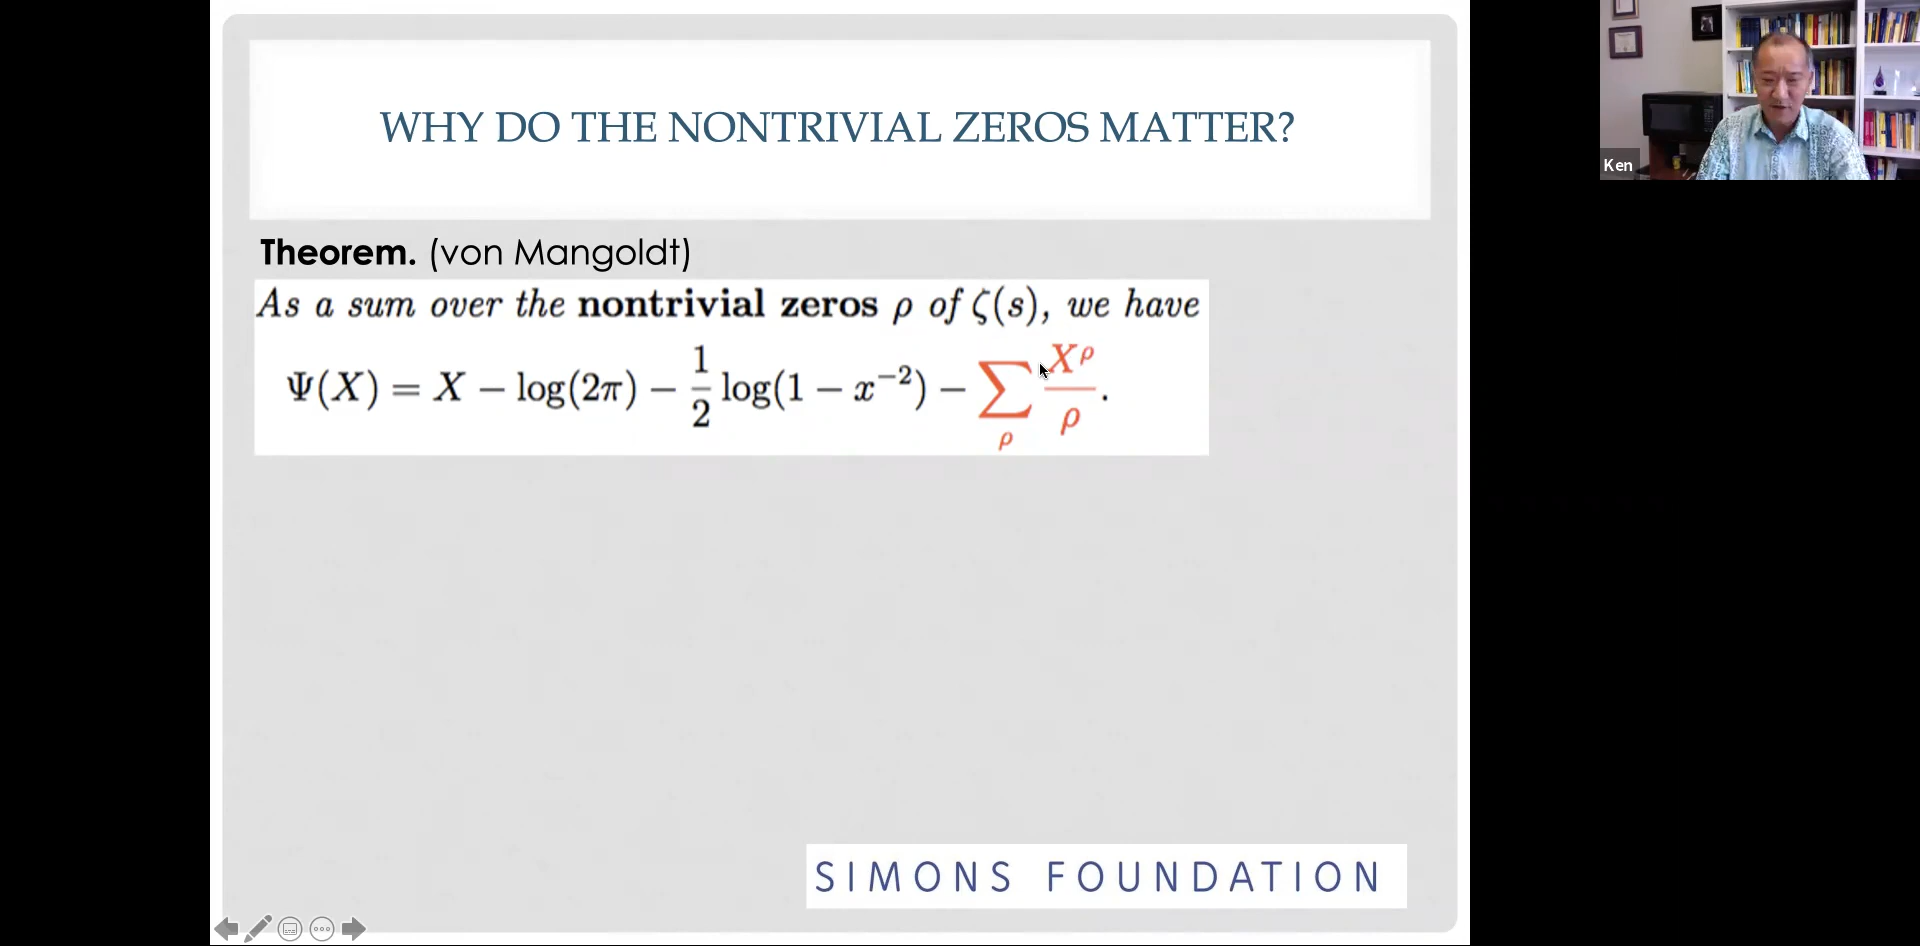 WHY DO THE NONTRIVIAL ZEROS MATTER?
Theorem. (von Mangoldt)
As a sum over the nontrivial zeros ρ of ζ(s), we have
Ψ(X) = X − log(2π) − 1/2 log(1 − x⁻²) − ∑_ρ X^ρ/ρ.
SIMONS FOUNDATION
Ken